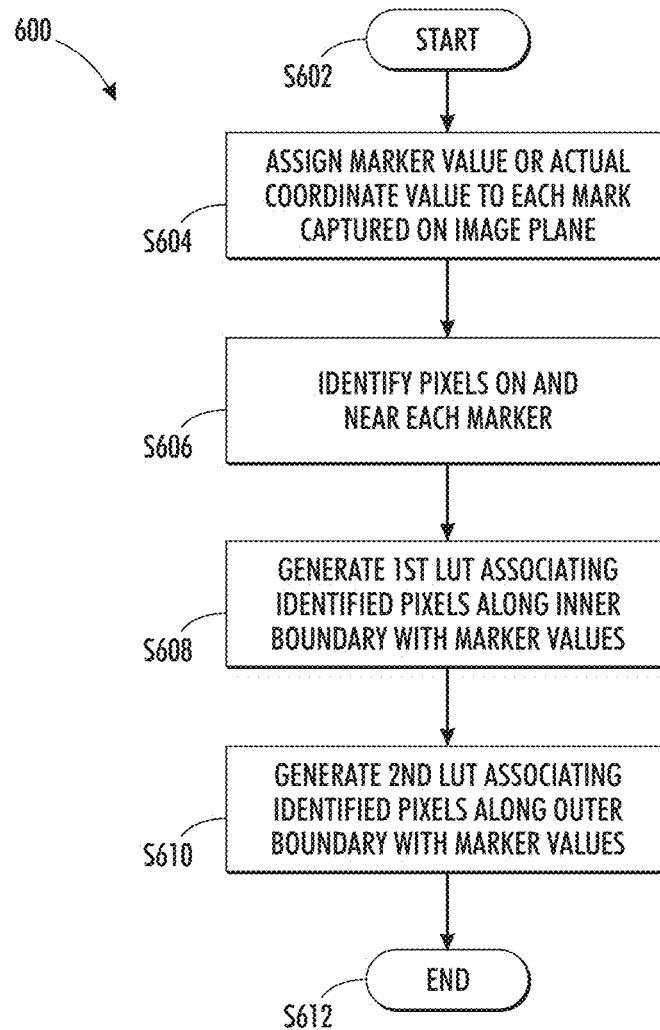 600
START
S602
ASSIGN MARKER VALUE OR ACTUAL
COORDINATE VALUE TO EACH MARK
CAPTURED ON IMAGE PLANE
S604
IDENTIFY PIXELS ON AND
NEAR EACH MARKER
S606
GENERATE 1ST LUT ASSOCIATING
IDENTIFIED PIXELS ALONG INNER
BOUNDARY WITH MARKER VALUES
S608
GENERATE 2ND LUT ASSOCIATING
IDENTIFIED PIXELS ALONG OUTER
BOUNDARY WITH MARKER VALUES
S610
END
S612